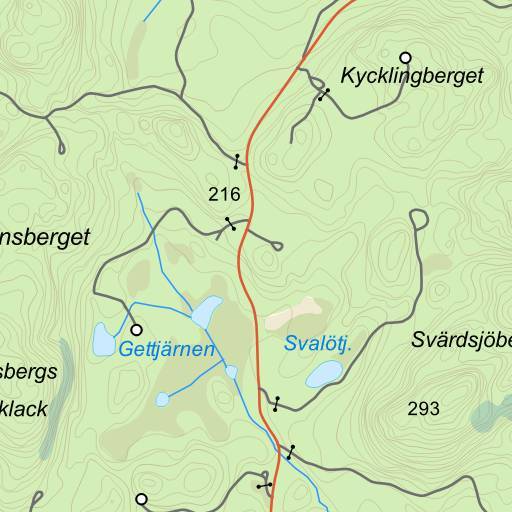 Kycklingberget
216
nsberget
Gettjärnen
Svalötj.
Svärdsjöbe
sbergs
klack
293